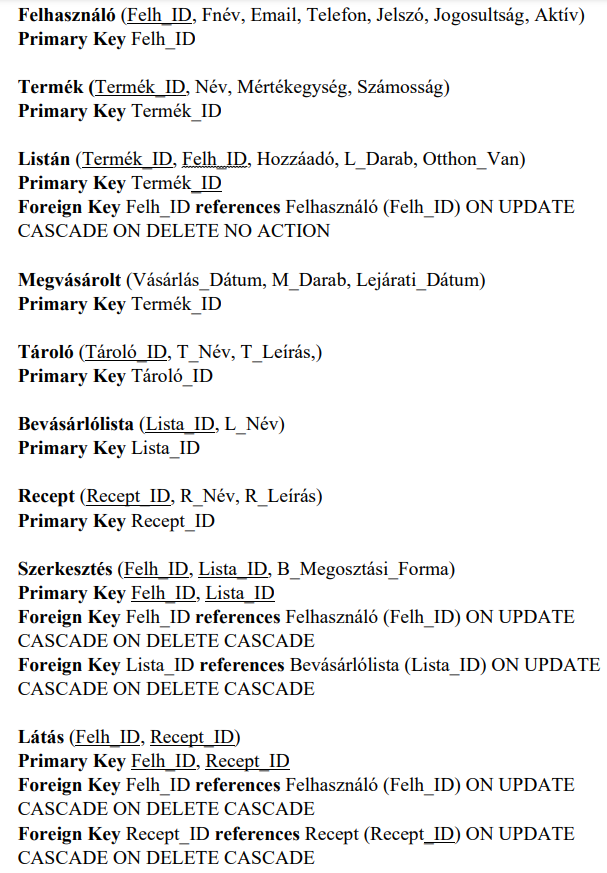 Felhasználó (Felh_ID, Fnév, Email, Telefon, Jelszó, Jogosultság, Aktív)
Primary Key Felh_ID
Termék (Termék_ID, Név, Mértékegység, Számosság)
Primary Key Termék_ID
Listán (Termék_ID, Felh_ID, Hozzáadó, L_Darab, Otthon_Van)
Primary Key Termék_ID
Foreign Key Felh_ID references Felhasználó (Felh_ID) ON UPDATE
CASCADE ON DELETE NO ACTION
Megvásárolt (Vásárlás_Dátum, M_Darab, Lejárati_Dátum)
Primary Key Termék_ID
Tároló (Tároló_ID, T_Név, T_Leírás,)
Primary Key Tároló_ID
Bevásárlólista (Lista_ID, L_Név)
Primary Key Lista_ID
Recept (Recept_ID, R_Név, R_Leírás)
Primary Key Recept_ID
Szerkesztés (Felh_ID, Lista_ID, B_Megosztási_Forma)
Primary Key Felh_ID, Lista_ID
Foreign Key Felh_ID references Felhasználó (Felh_ID) ON UPDATE
CASCADE ON DELETE CASCADE
Foreign Key Lista_ID references Bevásárlólista (Lista_ID) ON UPDATE
CASCADE ON DELETE CASCADE
Látás (Felh_ID, Recept_ID)
Primary Key Felh_ID, Recept_ID
Foreign Key Felh_ID references Felhasználó (Felh_ID) ON UPDATE
CASCADE ON DELETE CASCADE
Foreign Key Recept_ID references Recept (Recept_ID) ON UPDATE
CASCADE ON DELETE CASCADE